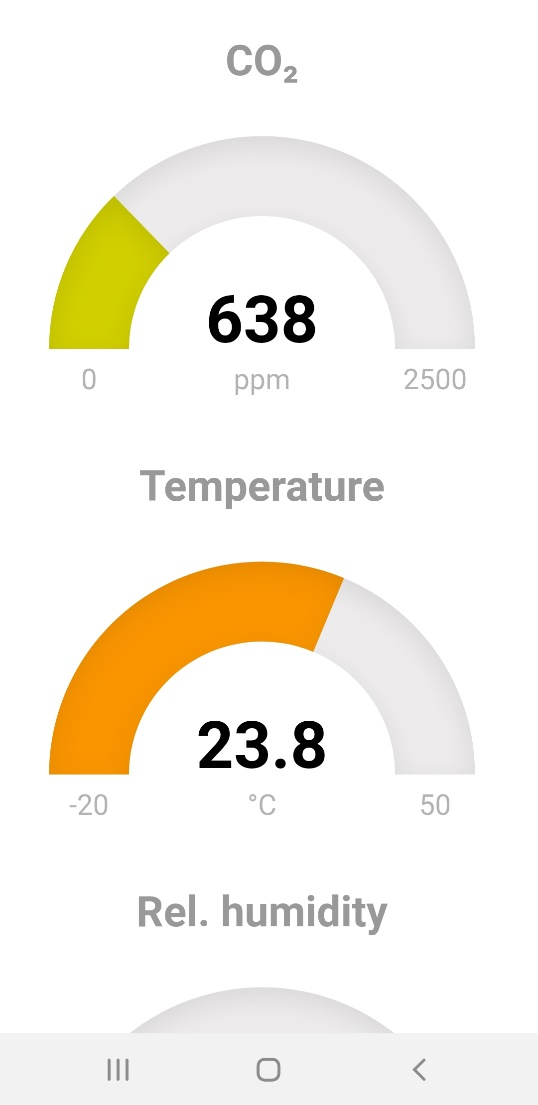 CO₂
638
0 ppm 2500
Temperature
23.8
-20 °C 50
Rel. humidity